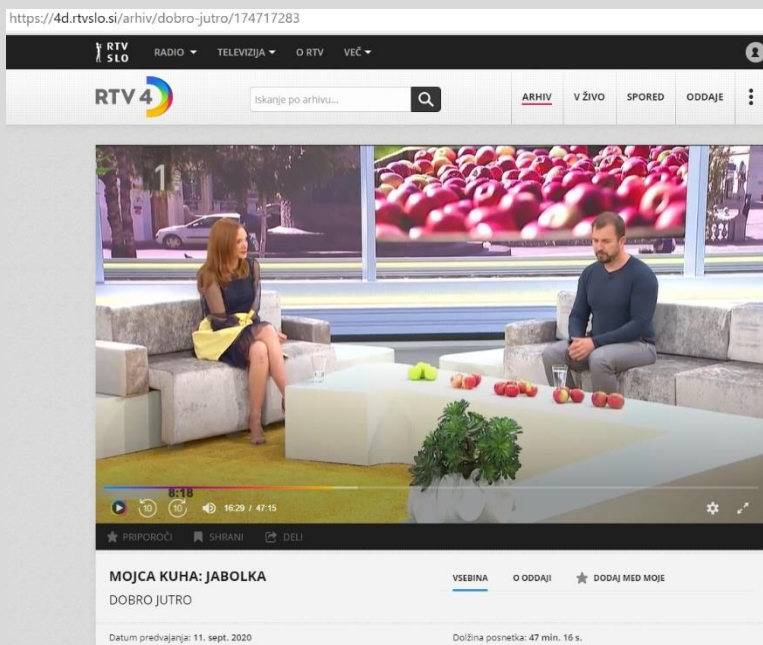 https://4d.rtvslo.si/arhiv/dobro-jutro/174717283
RTV SLO RADIO TELEVIZIJA O RTV VEČ
RTV 4D Iskanje po arhivu... ARHIV V ŽIVO SPORED ODDAJE
1
8:18
10 10 16:29 / 47:15
PRIPOROČI SHRANI DELI
MOJCA KUHA: JABOLKA VSEBINA O ODDAJI DODAJ MED MOJE
DOBRO JUTRO
Datum predvajanja: 11. sept. 2020 Dolžina posnetka: 47 min. 16 s.